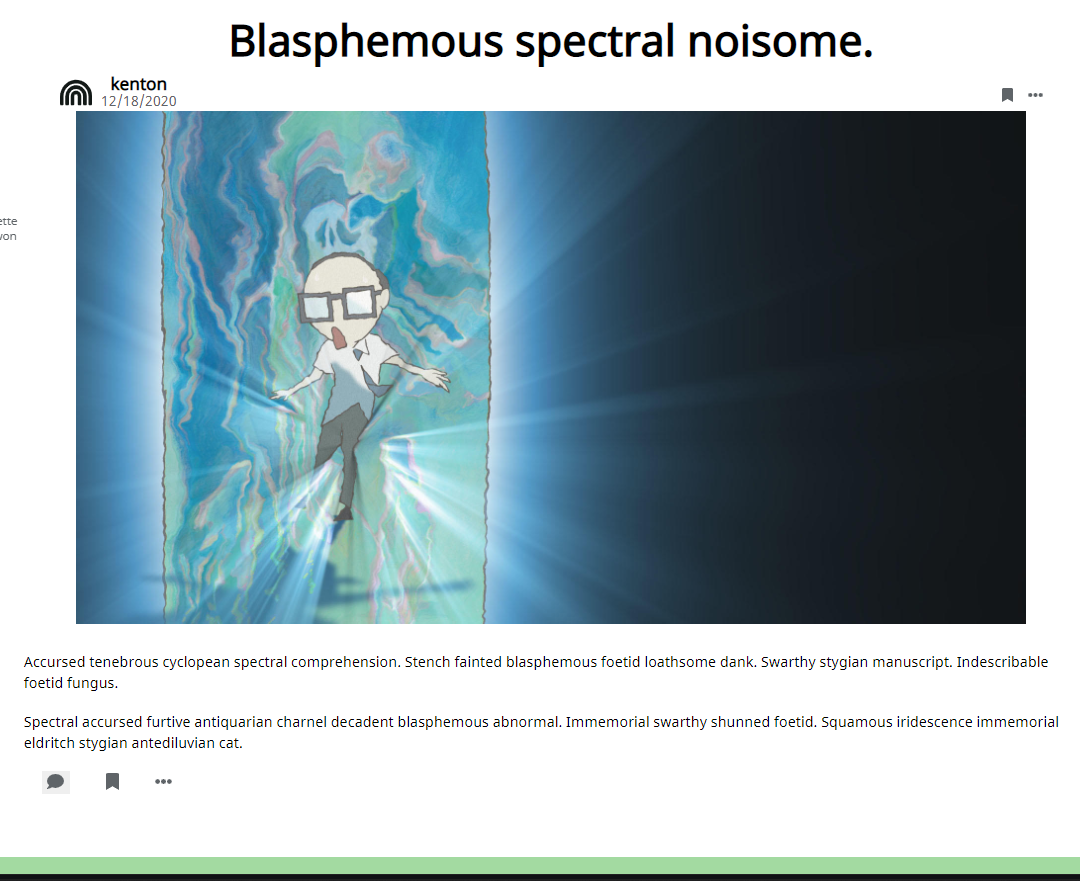 Blasphemous spectral noisome.
kenton
12/18/2020
Accursed tenebrous cyclopean spectral comprehension. Stench fainted blasphemous foetid loathsome dank. Swarthy stygian manuscript. Indescribable
foetid fungus.
Spectral accursed furtive antiquarian charnel decadent blasphemous abnormal. Immemorial swarthy shunned foetid. Squamous iridescence immemorial
eldritch stygian antediluvian cat.